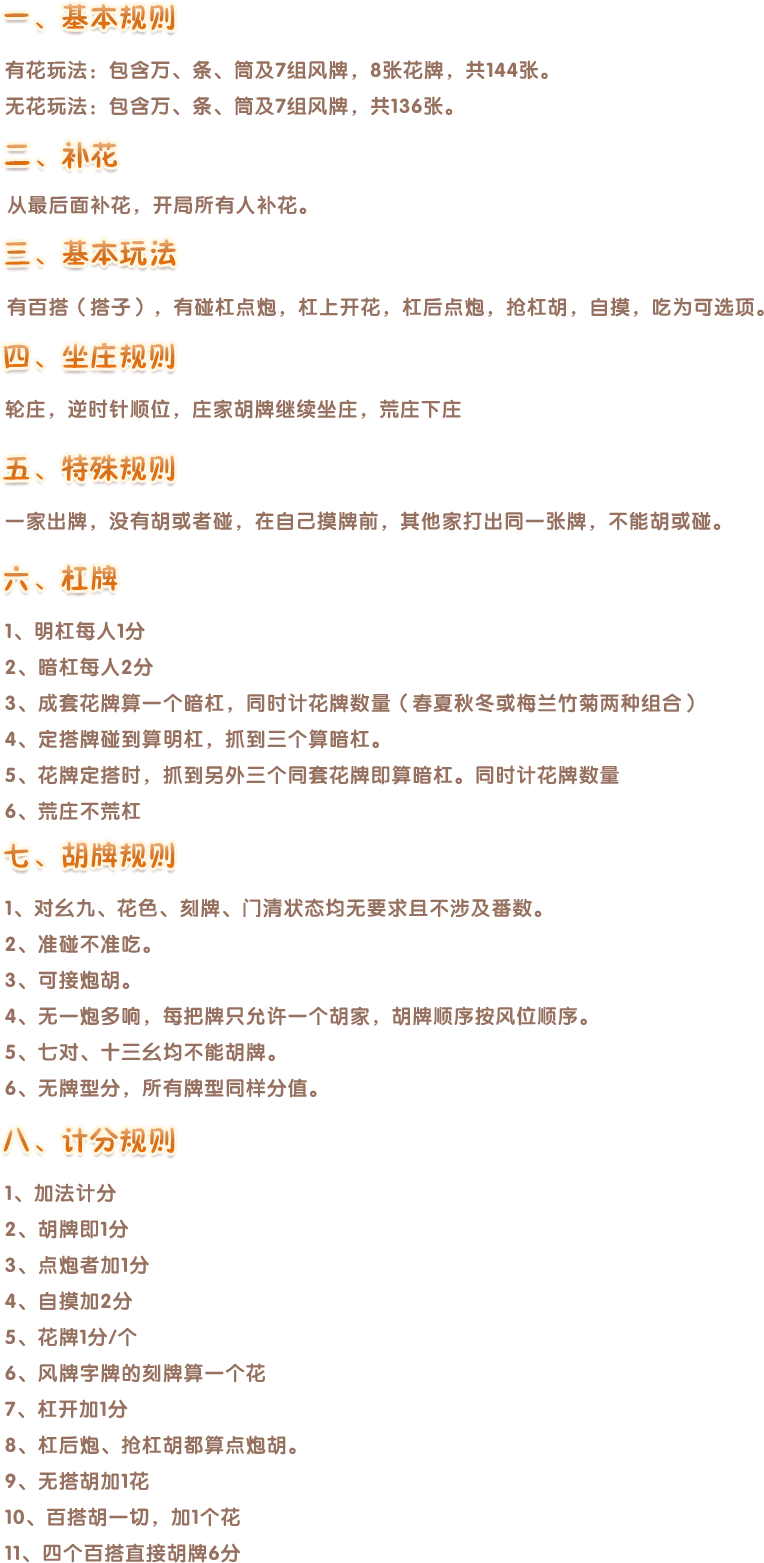 一、基本规则
有花玩法：包含万、条、筒及7组风牌，8张花牌，共144张。
无花玩法：包含万、条、筒及7组风牌，共136张。
二、补花
从最后面补花，开局所有人补花。
三、基本玩法
有百搭（搭子），有碰杠点炮，杠上开花，杠后点炮，抢杠胡，自摸，吃为可选项。
四、坐庄规则
轮庄，逆时针顺位，庄家胡牌继续坐庄，荒庄下庄
五、特殊规则
一家出牌，没有胡或者碰，在自己摸牌前，其他家打出同一张牌，不能胡或碰。
六、杠牌
1、明杠每人1分
2、暗杠每人2分
3、成套花牌算一个暗杠，同时计花牌数量（春夏秋冬或梅兰竹菊两种组合）
4、定搭牌碰到算明杠，抓到三个算暗杠。
5、花牌定搭时，抓到另外三个同套花牌即算暗杠。同时计花牌数量
6、荒庄不荒杠
七、胡牌规则
1、对幺九、花色、刻牌、门清状态均无要求且不涉及番数。
2、准碰不准吃。
3、可接炮胡。
4、无一炮多响，每把牌只允许一个胡家，胡牌顺序按风位顺序。
5、七对、十三幺均不能胡牌。
6、无牌型分，所有牌型同样分值。
八、计分规则
1、加法计分
2、胡牌即1分
3、点炮者加1分
4、自摸加2分
5、花牌1分/个
6、风牌字牌的刻牌算一个花
7、杠开加1分
8、杠后炮、抢杠胡都算点炮胡。
9、无搭胡加1花
10、百搭胡一切，加1个花
11、四个百搭直接胡牌6分